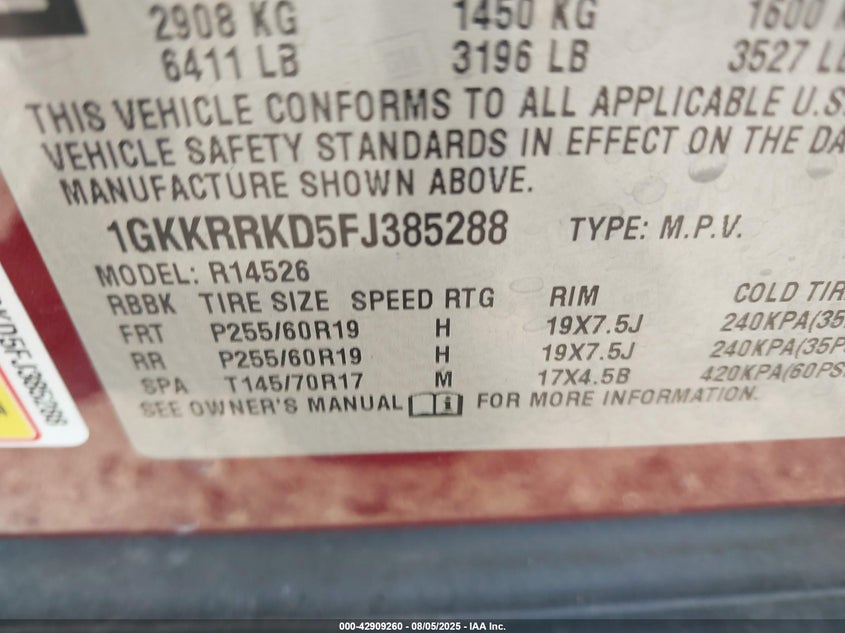 2908 KG 1450 KG 1600
6411 LB 3196 LB 3527 LB
THIS VEHICLE CONFORMS TO ALL APPLICABLE U.S.
VEHICLE SAFETY STANDARDS IN EFFECT ON THE DA
MANUFACTURE SHOWN ABOVE.
1GKKRRKD5FJ385288 TYPE: M.P.V.
MODEL: R14526
RBBK TIRE SIZE SPEED RTG RIM COLD TIR
FRT P255/60R19 H 19X7.5J 240KPA(35
RR P255/60R19 H 19X7.5J 240KPA(35PS
SPA T145/70R17 M 17X4.5B 420KPA(60PS
SEE OWNER'S MANUAL FOR MORE INFORMATION.
KD5FJ385288
000-42909260 - 08/05/2025 - IAA Inc.